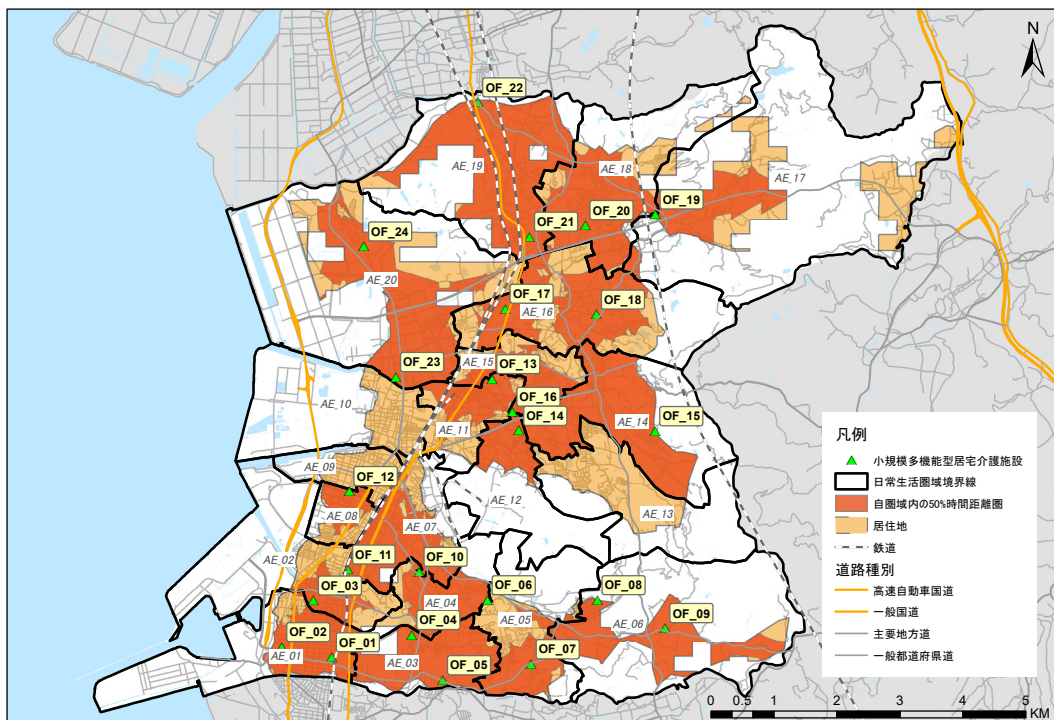 N
OF_22
AE_19
AE_18
AE_17
OF_19
OF_20
OF_21
OF_24
AE_20
OF_17
AE_16
OF_18
OF_23
AE_15
OF_13
AE_10
OF_16
AE_11
OF_14
AE_14
OF_15
AE_09
OF_12
AE_12
AE_08
AE_07
AE_13
AE_02
OF_11
OF_10
OF_03
OF_06
OF_08
AE_04
OF_04
AE_05
AE_06
OF_09
OF_02
OF_01
AE_01
AE_03
OF_05
OF_07
凡例
小規模多機能型居宅介護施設
日常生活圏域境界線
自圏域内の50%時間距離圏
居住地
鉄道
道路種別
高速自動車国道
一般国道
主要地方道
一般都道府県道
0 0.5 1 2 3 4 5
KM